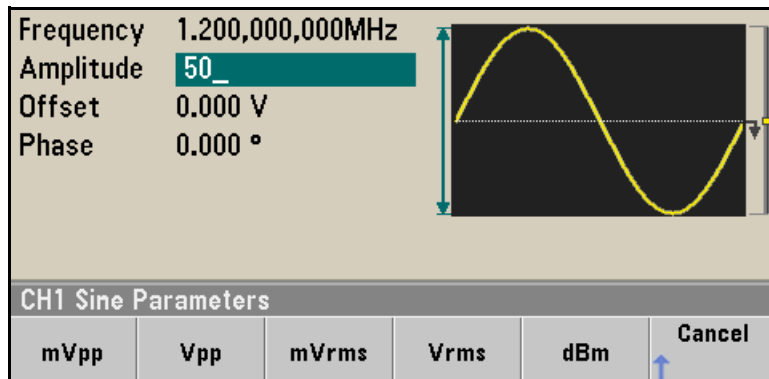 Frequency 1.200,000,000MHz
Amplitude 50_
Offset 0.000 V
Phase 0.000 °
CH1 Sine Parameters
mVpp Vpp mVrms Vrms dBm Cancel